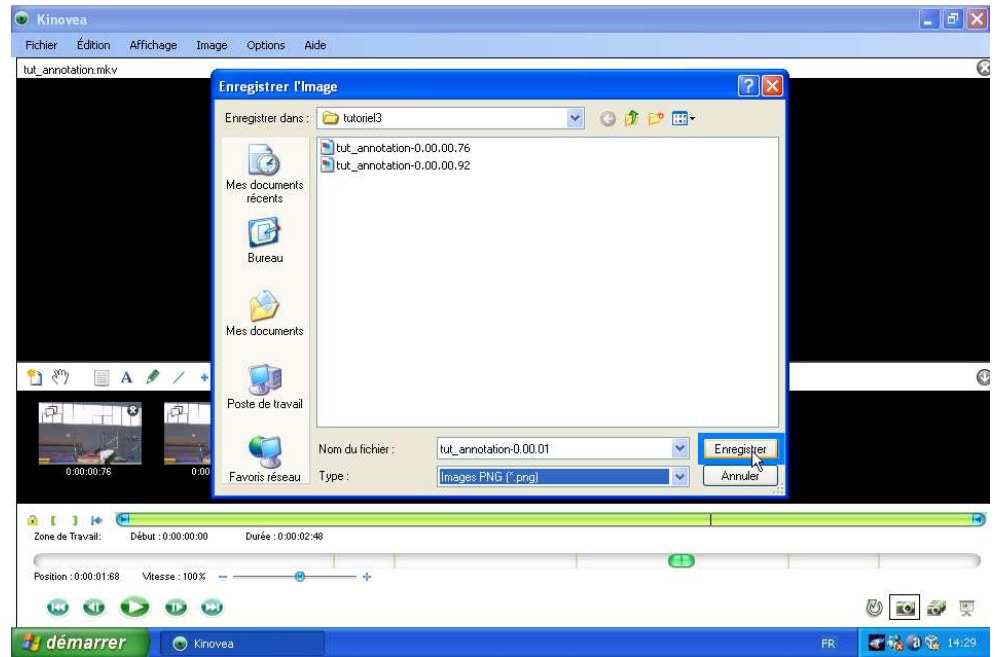 Kinovea
Fichier Édition Affichage Image Options Aide
tut_annotation.mkv
Enregistrer l'Image
Enregistrer dans : tutoriel3
tut_annotation-0.00.00.76
tut_annotation-0.00.00.92
Mes documents
récents
Bureau
Mes documents
Poste de travail
Favoris réseau
Nom du fichier : tut_annotation-0.00.01
Enregistrer
Type : Images PNG (*.png)
Annuler
A
0:00:00:76 0:00
Zone de Travail: Début : 0:00:00:00 Durée : 0:00:02:48
Position : 0:00:01:68 Vitesse : 100%
démarrer Kinovea FR 14:29